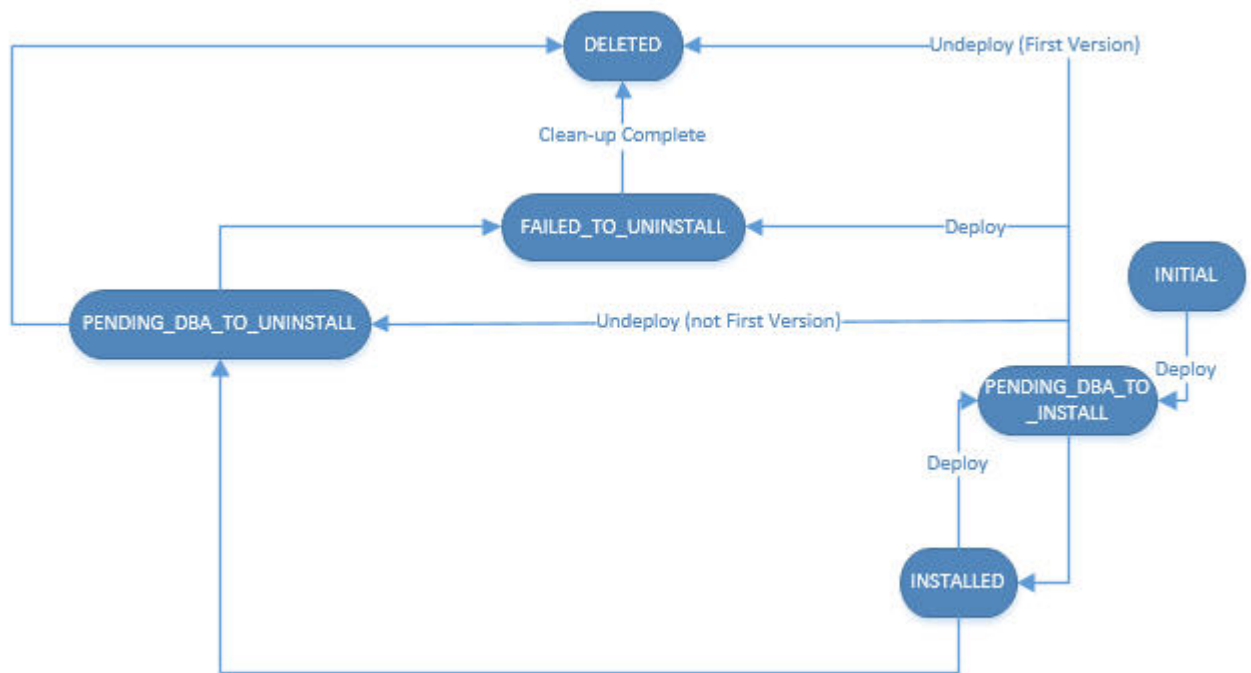 DELETED
Undeploy (First Version)
Clean-up Complete
FAILED_TO_UNINSTALL
Deploy
INITIAL
PENDING_DBA_TO_UNINSTALL
Undeploy (not First Version)
Deploy
PENDING_DBA_TO
_INSTALL
Deploy
INSTALLED